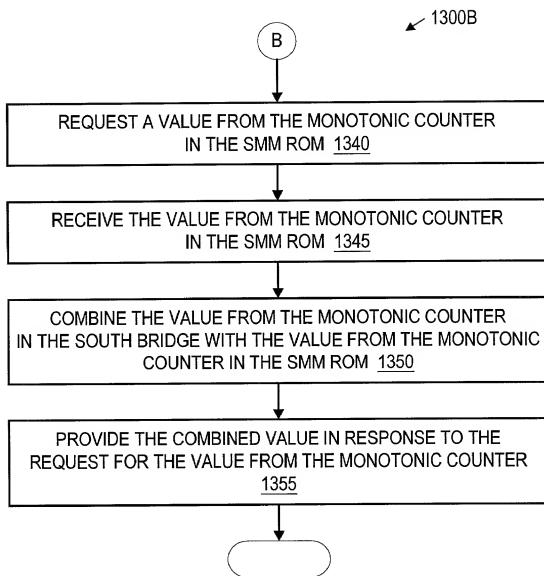 1300B
B
REQUEST A VALUE FROM THE MONOTONIC COUNTER
IN THE SMM ROM 1340
RECEIVE THE VALUE FROM THE MONOTONIC COUNTER
IN THE SMM ROM 1345
COMBINE THE VALUE FROM THE MONOTONIC COUNTER
IN THE SOUTH BRIDGE WITH THE VALUE FROM THE MONOTONIC
COUNTER IN THE SMM ROM 1350
PROVIDE THE COMBINED VALUE IN RESPONSE TO THE
REQUEST FOR THE VALUE FROM THE MONOTONIC COUNTER
1355